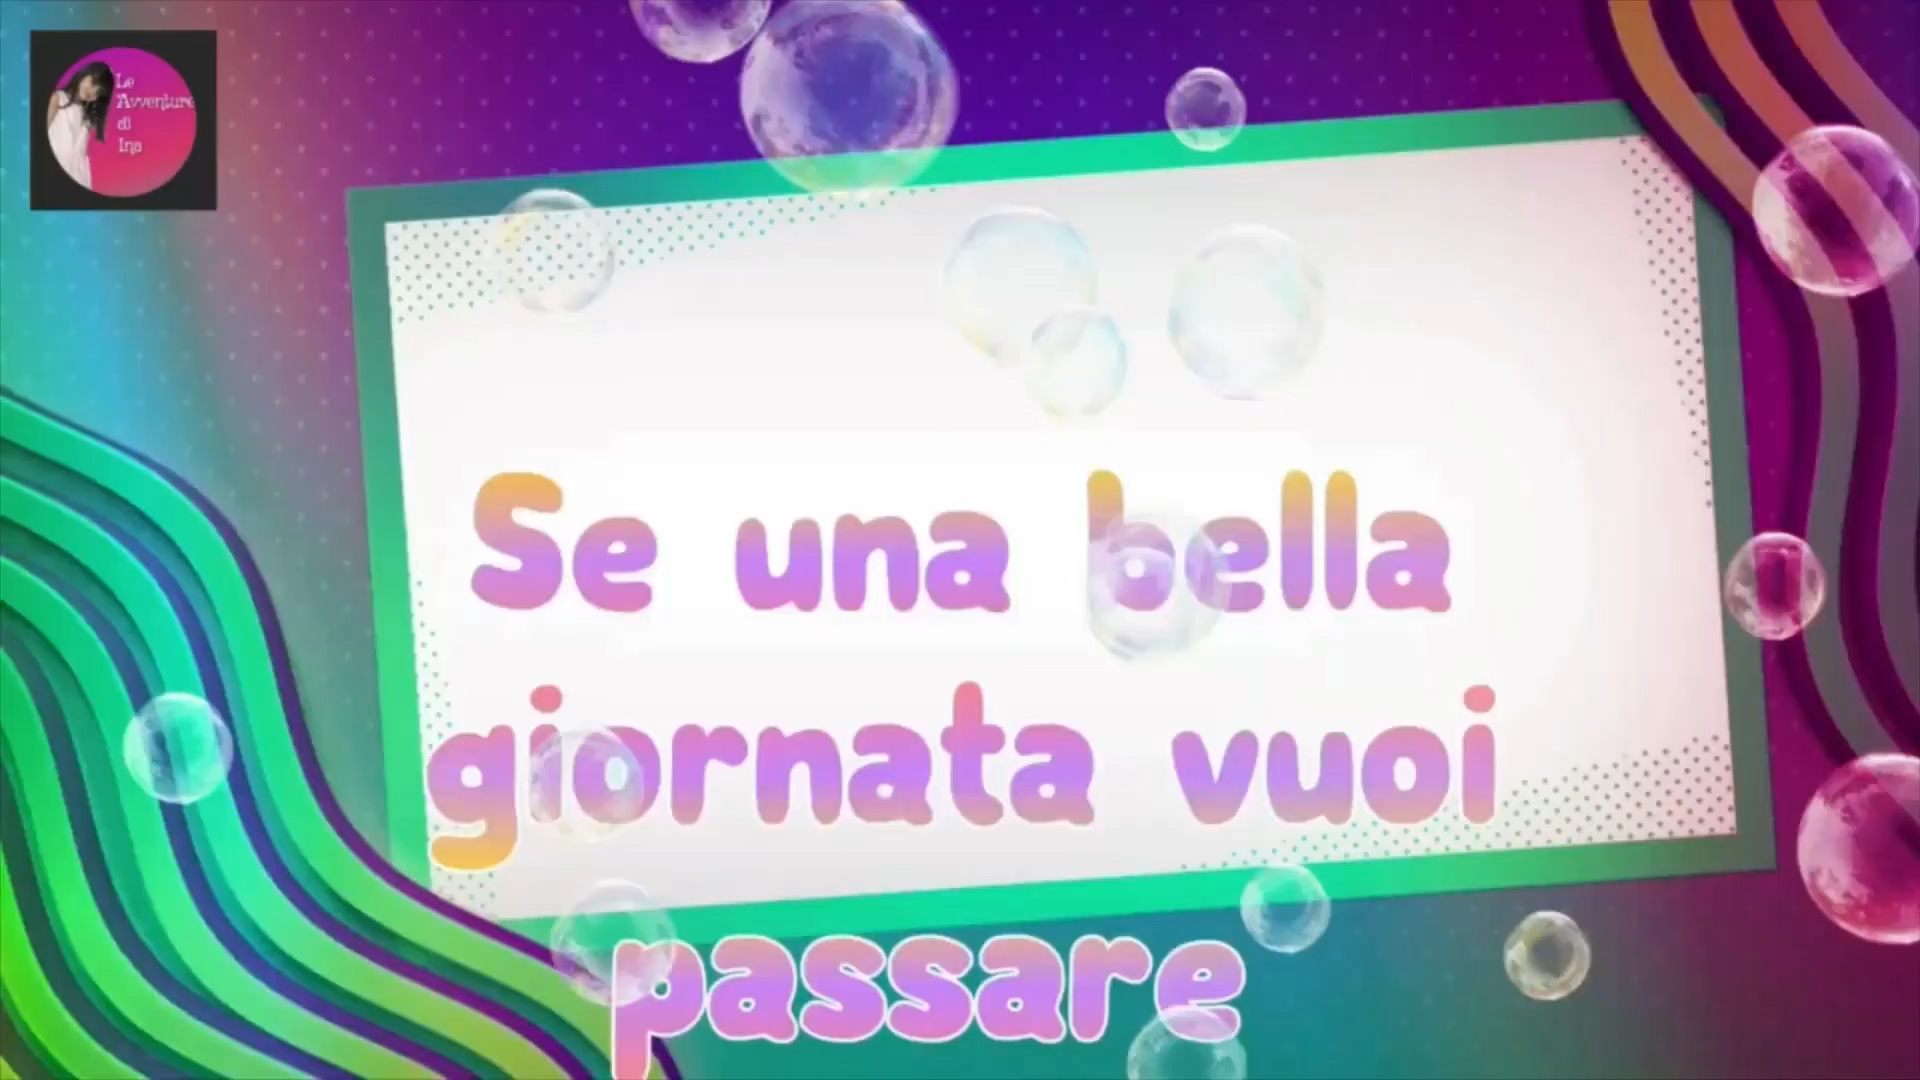 Le
Avventure
di
Ina
Se una bella
giornata vuoi
passare